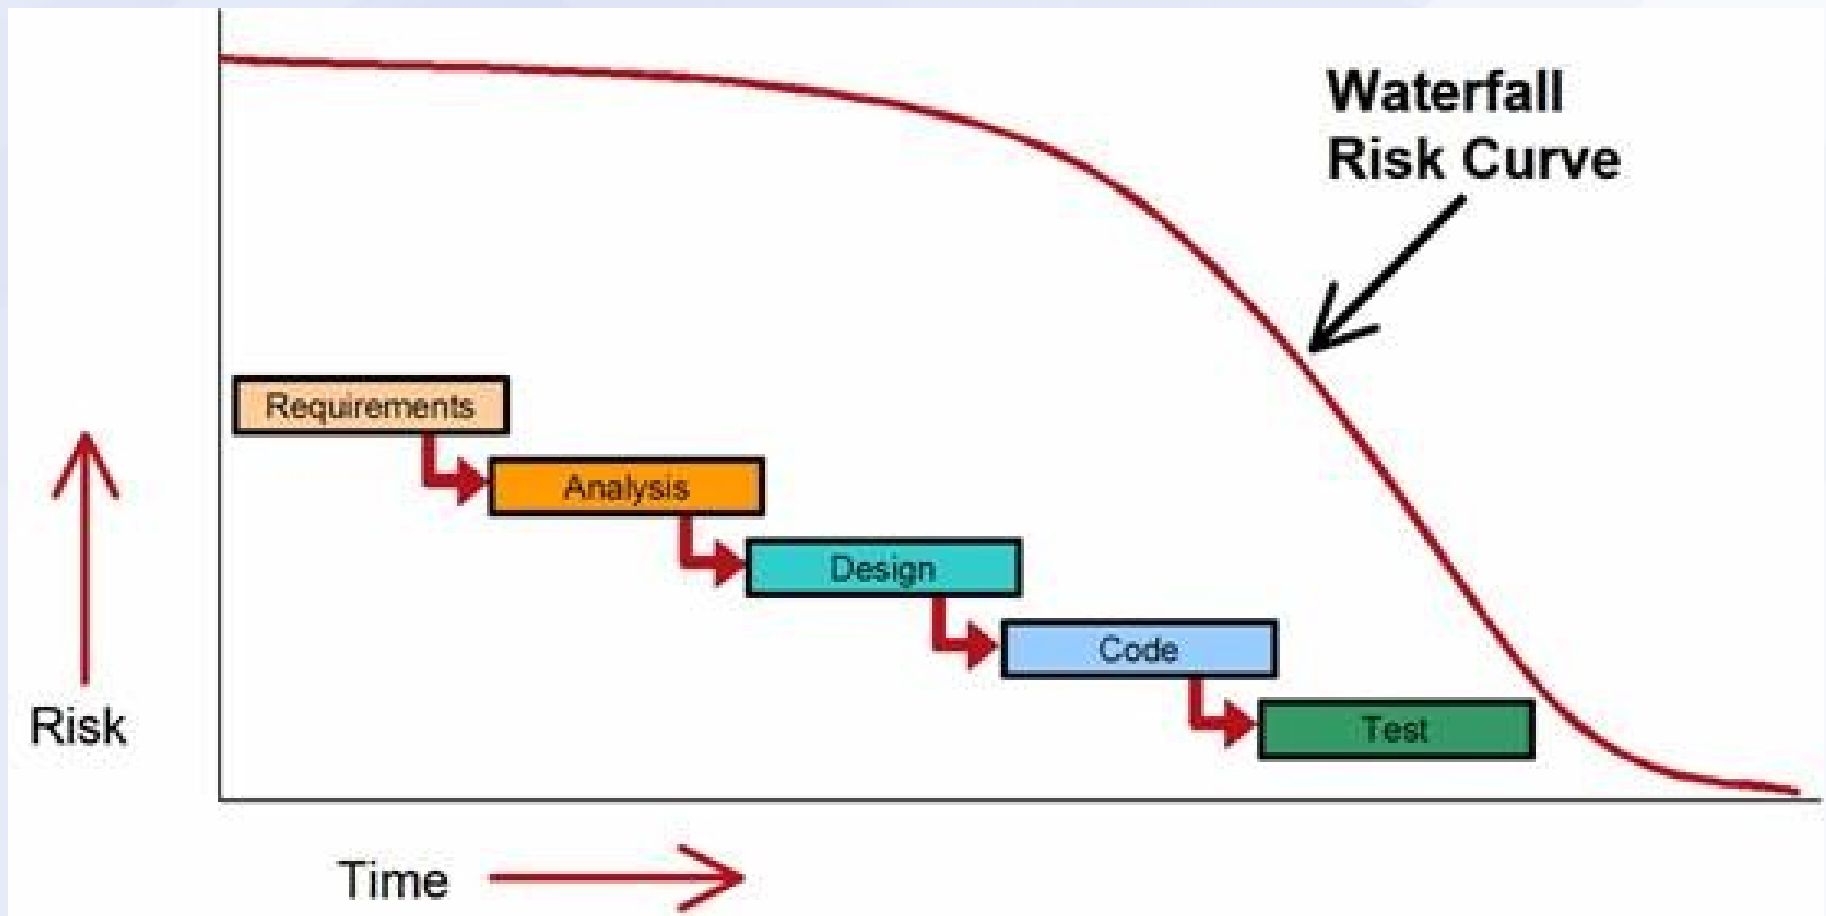 Waterfall
Risk Curve
Requirements
Analysis
Design
Code
Test
Risk
Time